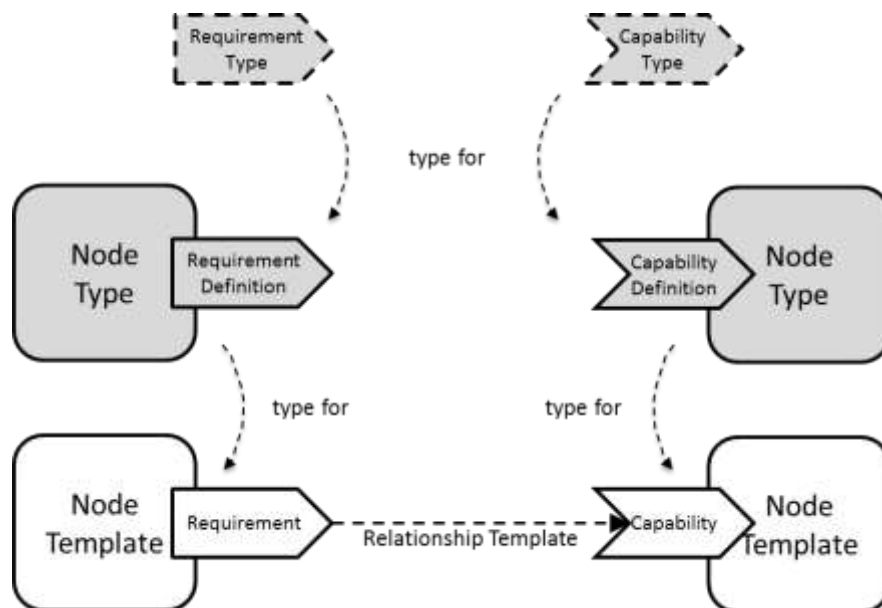 Requirement
Type
Capability
Type
type for
Node
Type
Requirement
Definition
Capability
Definition
Node
Type
type for
type for
Node
Template
Requirement
Relationship Template
Capability
Node
Template